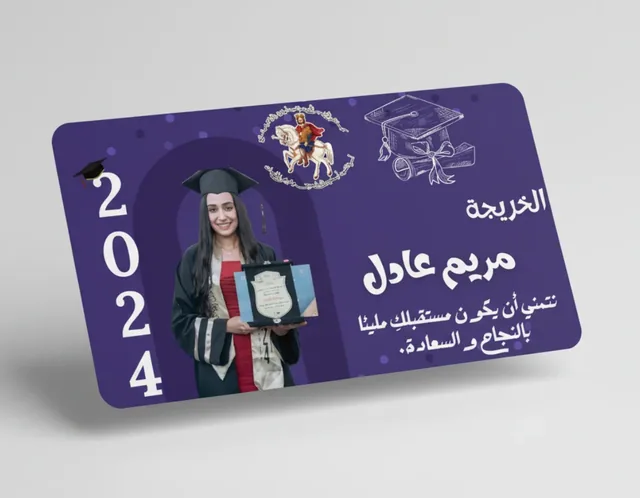 2024
الخريجة
مريم عادل
نتمني أن يكون مستقبلكِ مليئا
بالنجاح و السعادة.